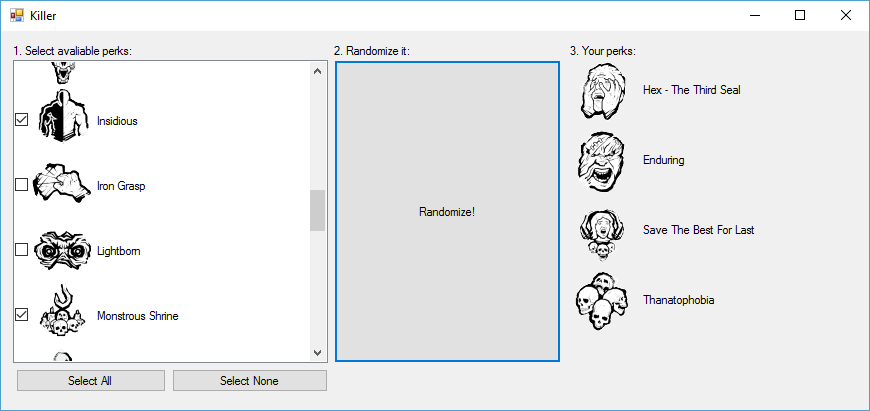 Killer
1. Select avaliable perks:
2. Randomize it:
3. Your perks:
Insidious
Iron Grasp
Lightborn
Monstrous Shrine
Select All
Select None
Randomize!
Hex - The Third Seal
Enduring
Save The Best For Last
Thanatophobia